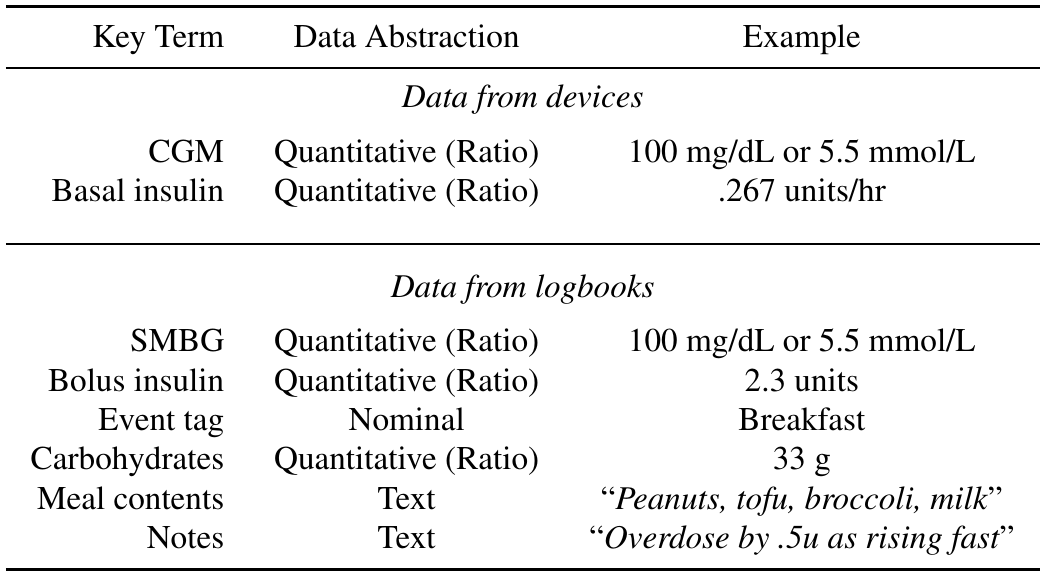 Key Term Data Abstraction Example
Data from devices
CGM Quantitative (Ratio) 100 mg/dL or 5.5 mmol/L
Basal insulin Quantitative (Ratio) .267 units/hr
Data from logbooks
SMBG Quantitative (Ratio) 100 mg/dL or 5.5 mmol/L
Bolus insulin Quantitative (Ratio) 2.3 units
Event tag Nominal Breakfast
Carbohydrates Quantitative (Ratio) 33 g
Meal contents Text “Peanuts, tofu, broccoli, milk”
Notes Text “Overdose by .5u as rising fast”